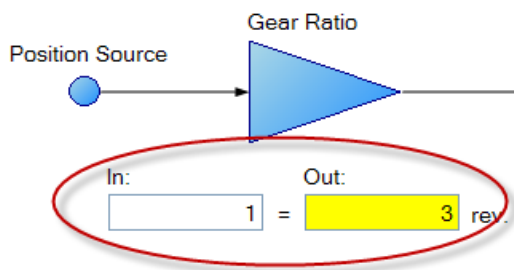 Gear Ratio
Position Source
In: Out:
1 = 3 rev.